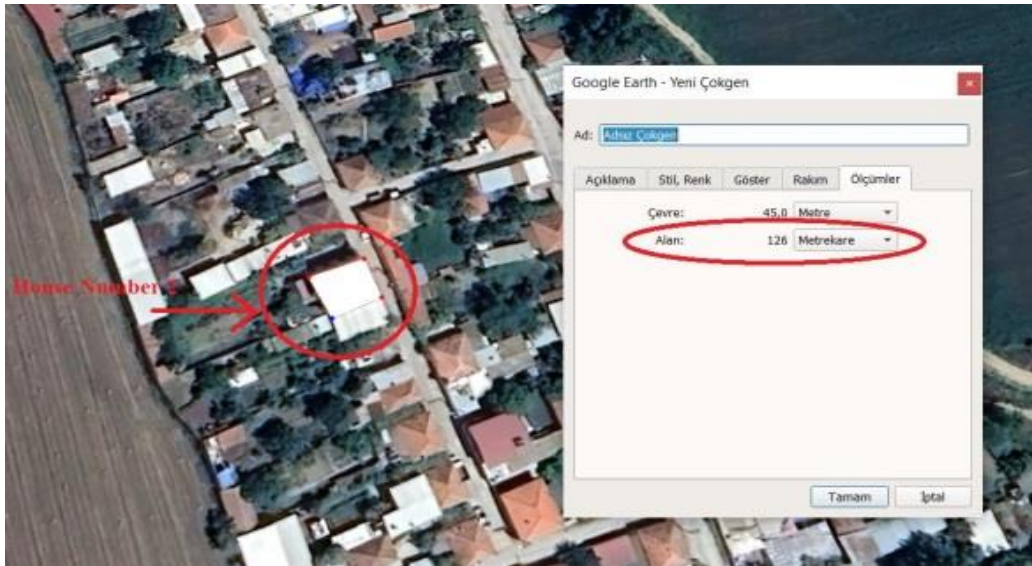 Google Earth - Yeni Çokgen
Ad: Adsız Çokgen
Açıklama Stil, Renk Göster Rakım Ölçümler
Çevre: 45,0 Metre
Alan: 126 Metrekare
House Number
Tamam İptal